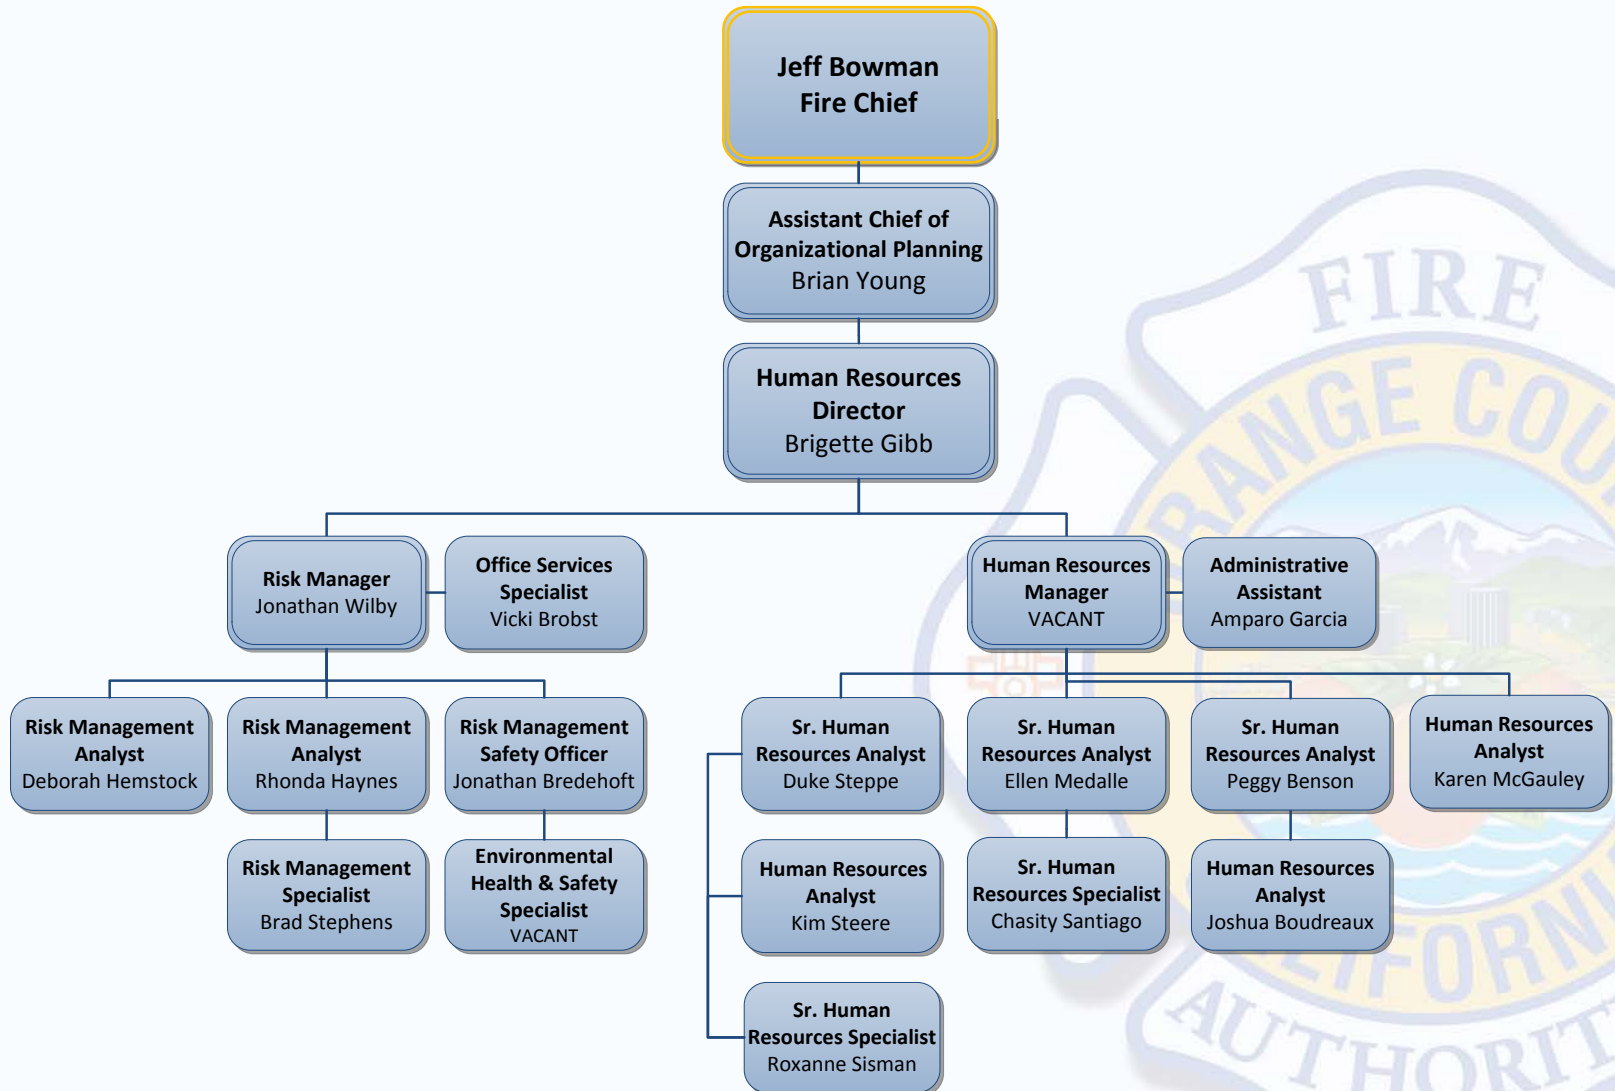 Jeff Bowman
Fire Chief
Assistant Chief of
Organizational Planning
Brian Young
Human Resources
Director
Brigette Gibb
Risk Manager
Jonathan Wilby
Office Services
Specialist
Vicki Brobst
Human Resources
Manager
VACANT
Administrative
Assistant
Amparo Garcia
Risk Management
Analyst
Deborah Hemstock
Risk Management
Analyst
Rhonda Haynes
Risk Management
Safety Officer
Jonathan Bredehoft
Sr. Human
Resources Analyst
Duke Steppe
Sr. Human
Resources Analyst
Ellen Medalle
Sr. Human
Resources Analyst
Peggy Benson
Human Resources
Analyst
Karen McGauley
Risk Management
Specialist
Brad Stephens
Environmental
Health & Safety
Specialist
VACANT
Human Resources
Analyst
Kim Steere
Sr. Human
Resources Specialist
Chasity Santiago
Human Resources
Analyst
Joshua Boudreaux
Sr. Human
Resources Specialist
Roxanne Sisman
FIRE